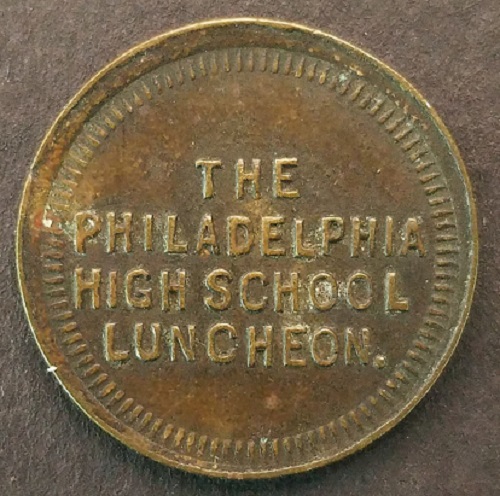 THE
PHILADELPHIA
HIGH SCHOOL
LUNCHEON.